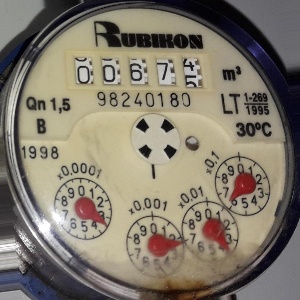 RUBIKON
0067
m³
Qn 1,5
98240180
LT 1-269
1995
B
30°C
1998
x0,0001
x0,001
x0,01
x0,1